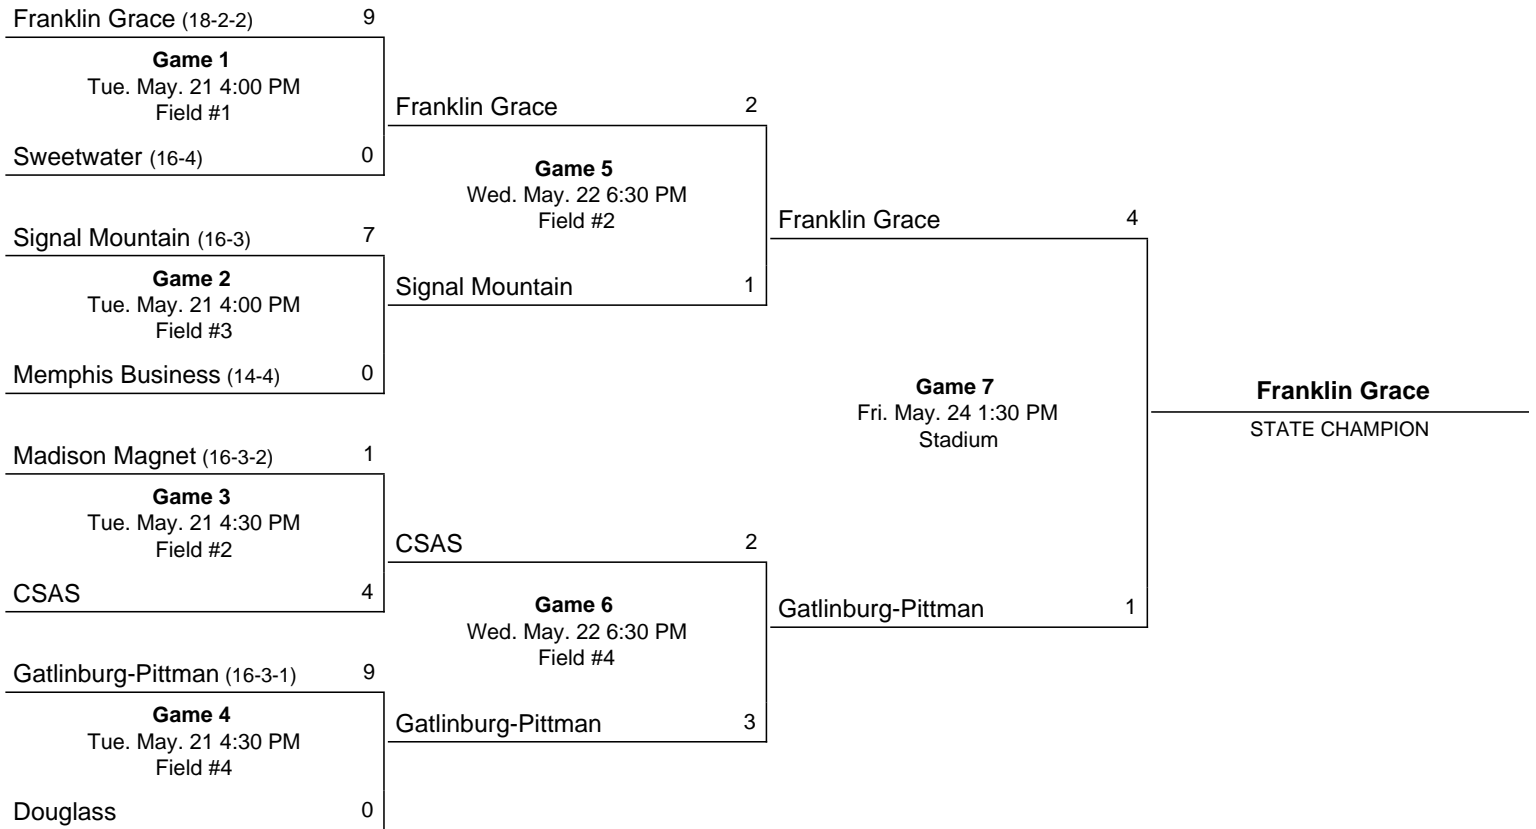 Franklin Grace (18-2-2) 9
Game 1
Tue. May. 21 4:00 PM
Field #1
Sweetwater (16-4) 0
Signal Mountain (16-3) 7
Game 2
Tue. May. 21 4:00 PM
Field #3
Memphis Business (14-4) 0
Madison Magnet (16-3-2) 1
Game 3
Tue. May. 21 4:30 PM
Field #2
CSAS 4
Gatlinburg-Pittman (16-3-1) 9
Game 4
Tue. May. 21 4:30 PM
Field #4
Douglass 0
Franklin Grace 2
Game 5
Wed. May. 22 6:30 PM
Field #2
Signal Mountain 1
CSAS 2
Game 6
Wed. May. 22 6:30 PM
Field #4
Gatlinburg-Pittman 3
Franklin Grace 4
Game 7
Fri. May. 24 1:30 PM
Stadium
Gatlinburg-Pittman 1
Franklin Grace
STATE CHAMPION